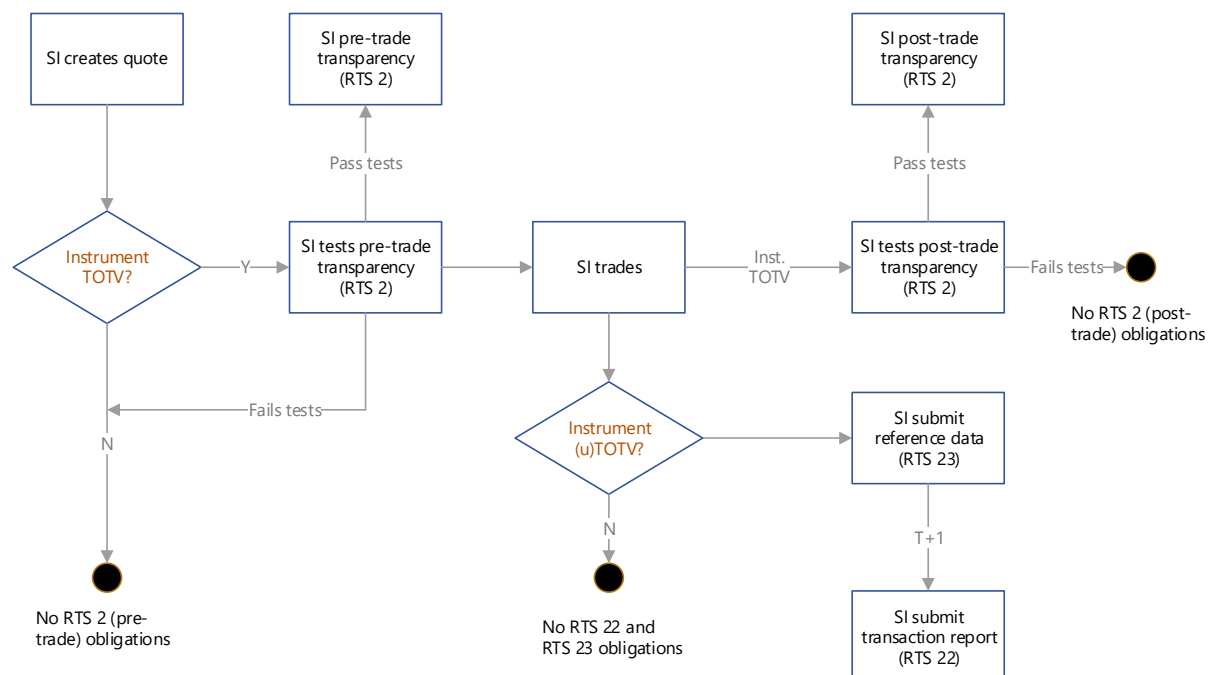 SI creates quote
SI pre-trade
transparency
(RTS 2)
SI post-trade
transparency
(RTS 2)
Pass tests
Pass tests
Instrument
TOTV?
Y
SI tests pre-trade
transparency
(RTS 2)
SI trades
Inst.
TOTV
SI tests post-trade
transparency
(RTS 2)
Fails tests
No RTS 2 (post-
trade) obligations
Fails tests
N
Instrument
(u)TOTV?
SI submit
reference data
(RTS 23)
N
T+1
No RTS 2 (pre-
trade) obligations
No RTS 22 and
RTS 23 obligations
SI submit
transaction report
(RTS 22)